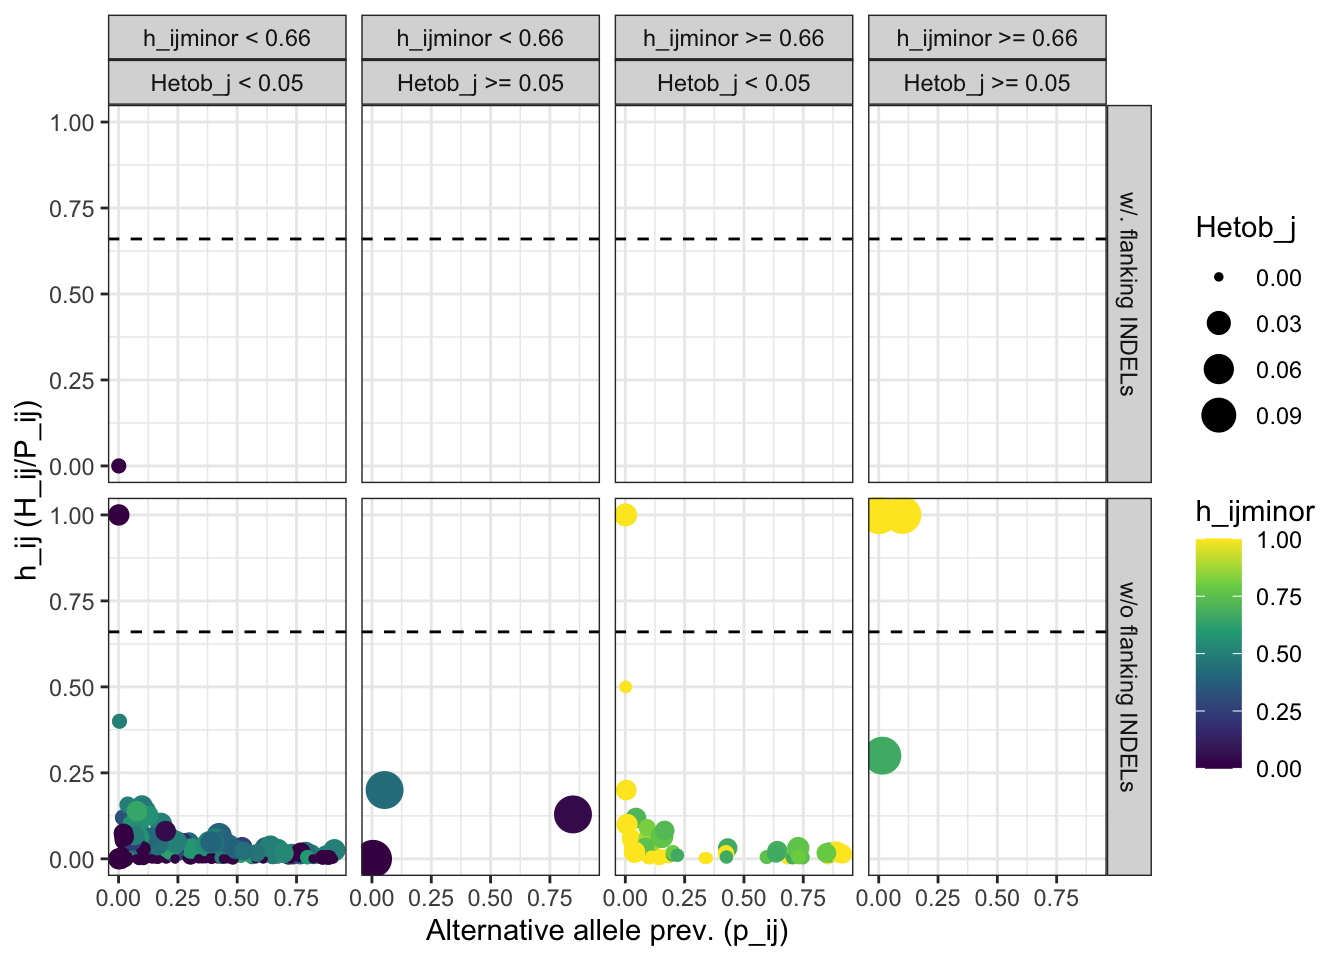 h_ijminor < 0.66
h_ijminor < 0.66
h_ijminor >= 0.66
h_ijminor >= 0.66
Hetob_j < 0.05
Hetob_j >= 0.05
Hetob_j < 0.05
Hetob_j >= 0.05
1.00
0.75
0.50
0.25
0.00
w/. flanking INDELs
1.00
0.75
0.50
0.25
0.00
w/o flanking INDELs
h_ij (H_ij/P_ij)
0.00 0.25 0.50 0.75
0.00 0.25 0.50 0.75
0.00 0.25 0.50 0.75
0.00 0.25 0.50 0.75
Alternative allele prev. (p_ij)
Hetob_j
0.00
0.03
0.06
0.09
h_ijminor
1.00
0.75
0.50
0.25
0.00